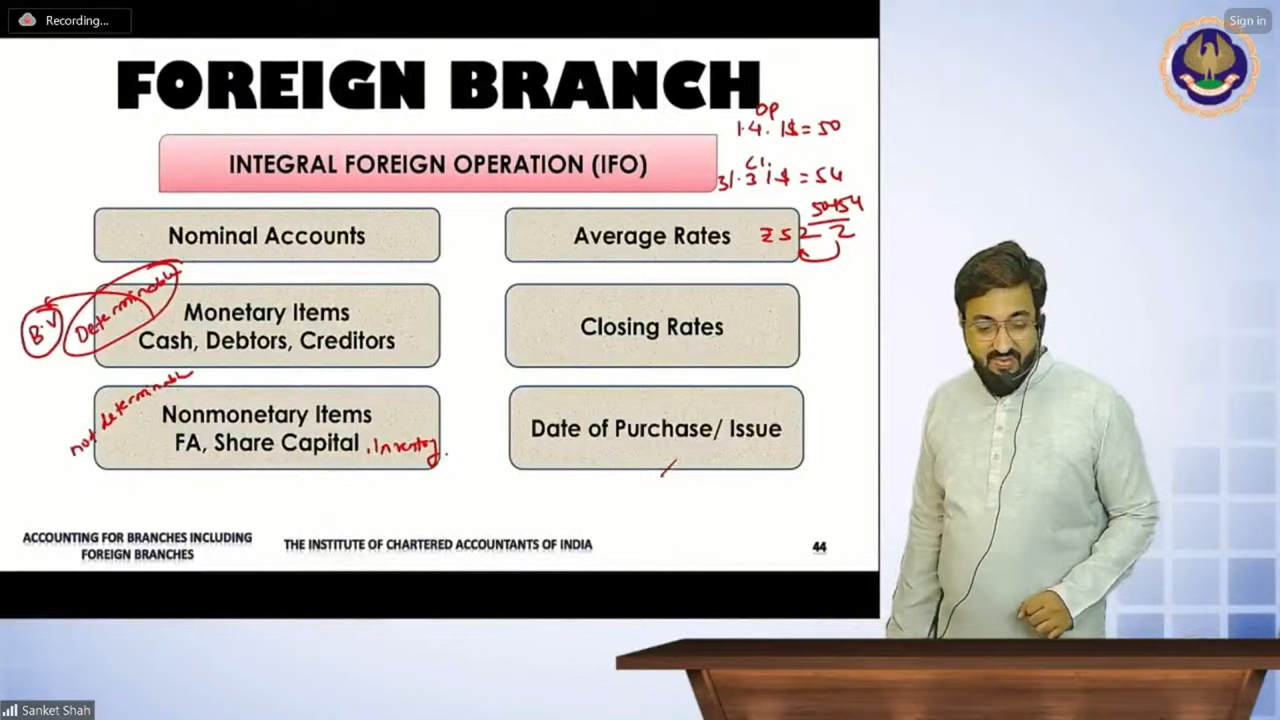 Recording...
Sign in
FOREIGN BRANCH
OP
1.4. 1$ = 50
INTEGRAL FOREIGN OPERATION (IFO)
Cl.
31.3 1$ = 54
Nominal Accounts
Average Rates
50+54
2
₹ 52
B.V
Determinable
Monetary Items
Cash, Debtors, Creditors
Closing Rates
not determinable
Nonmonetary Items
FA, Share Capital , Inventory.
Date of Purchase/ Issue
ACCOUNTING FOR BRANCHES INCLUDING
FOREIGN BRANCHES
THE INSTITUTE OF CHARTERED ACCOUNTANTS OF INDIA
44
Sanket Shah